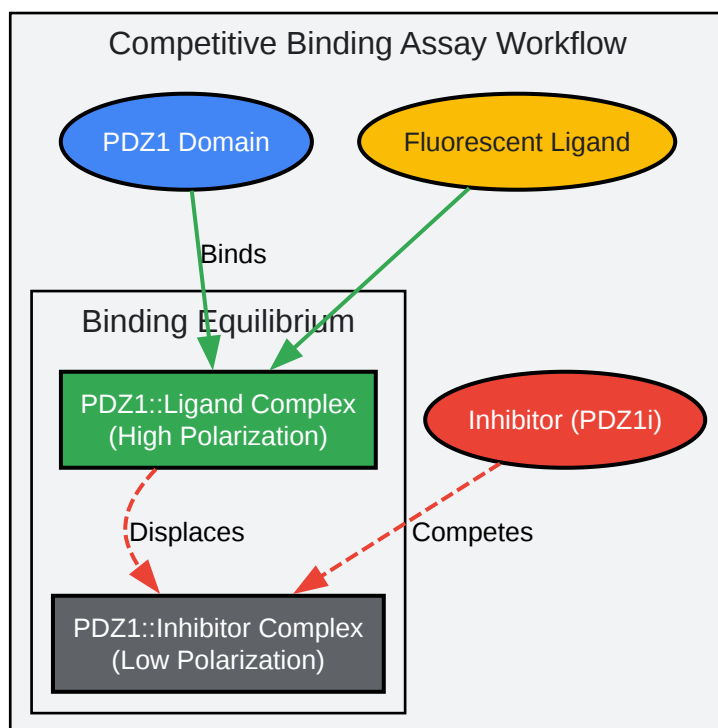 Competitive Binding Assay Workflow
PDZ1 Domain
Fluorescent Ligand
Binds
Binding Equilibrium
PDZ1::Ligand Complex
(High Polarization)
Inhibitor (PDZ1i)
Displaces
Competes
PDZ1::Inhibitor Complex
(Low Polarization)